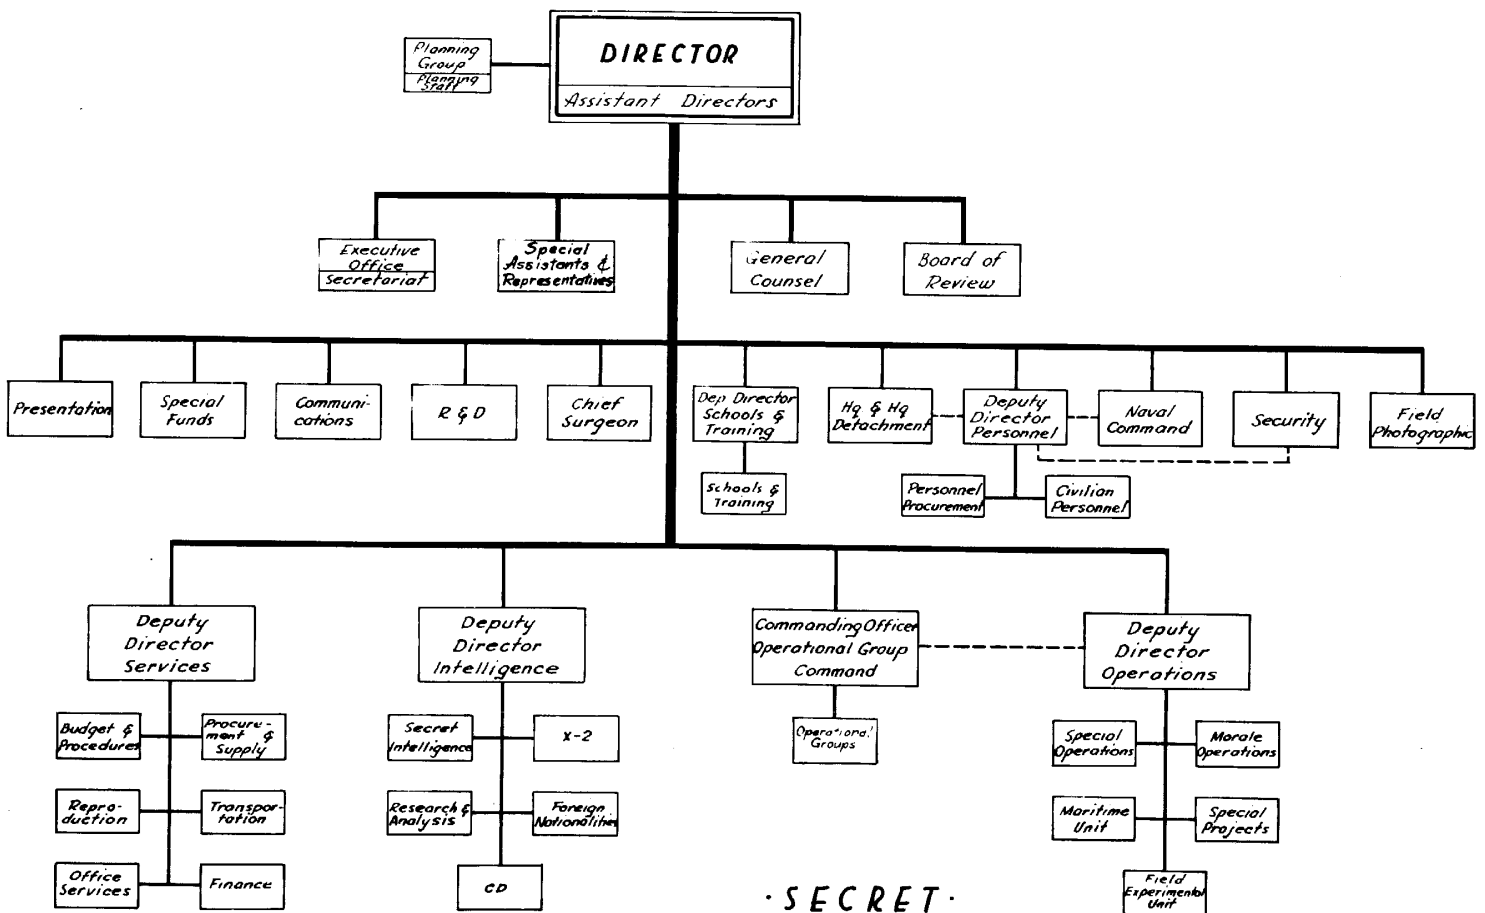 Planning
Group
Planning
Staff
DIRECTOR
Assistant Directors
Executive
Office
Secretariat
Special
Assistants &
Representatives
General
Counsel
Board of
Review
Presentation
Special
Funds
Communi-
cations
R & D
Chief
Surgeon
Dep Director
Schools &
Training
Hq & Hq
Detachment
Deputy
Director
Personnel
Naval
Command
Security
Field
Photographic
Schools &
Training
Personnel
Procurement
Civilian
Personnel
Deputy
Director
Services
Deputy
Director
Intelligence
Commanding Officer
Operational Group
Command
Deputy
Director
Operations
Budget &
Procedures
Procure-
ment &
Supply
Secret
Intelligence
X-2
Operational
Groups
Special
Operations
Morale
Operations
Repro-
duction
Transpor-
tation
Research &
Analysis
Foreign
Nationalities
Maritime
Unit
Special
Projects
Office
Services
Finance
CD
Field
Experimental
Unit
·SECRET·